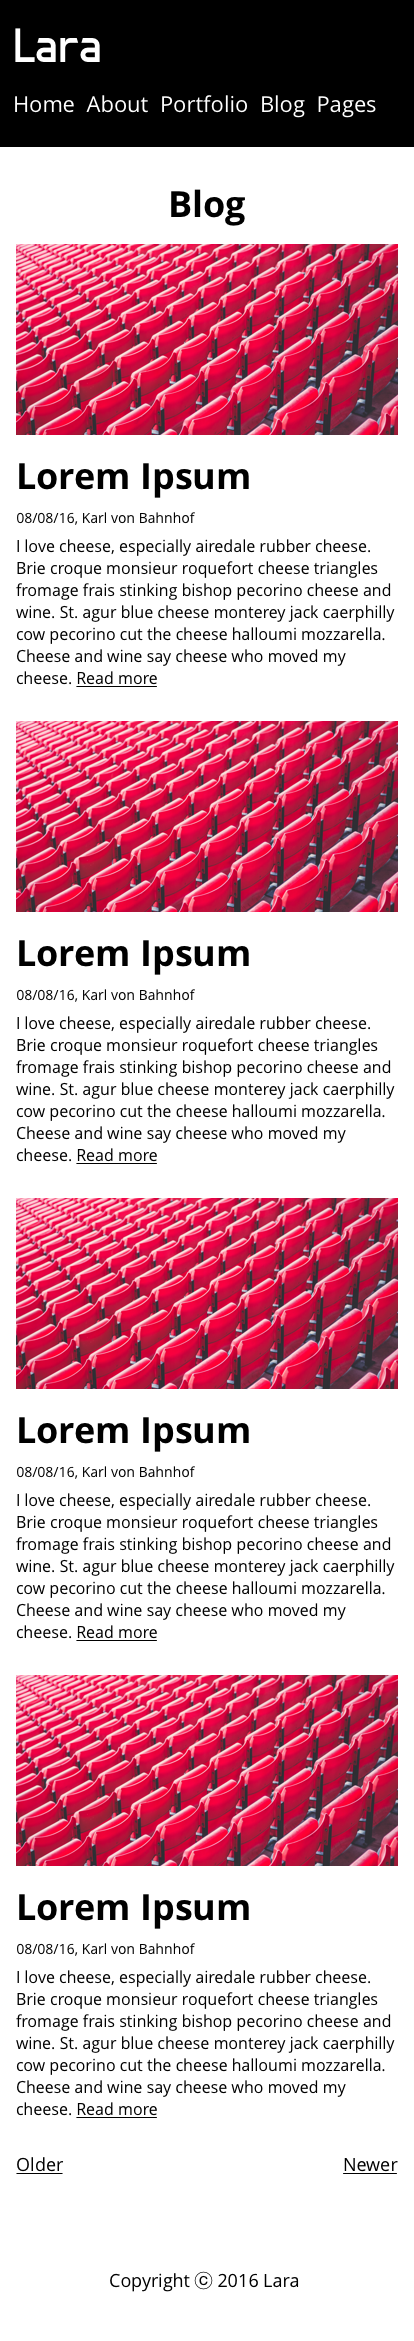 Lara
Home About Portfolio Blog Pages
Blog
Lorem Ipsum
08/08/16, Karl von Bahnhof
I love cheese, especially airedale rubber cheese.
Brie croque monsieur roquefort cheese triangles
fromage frais stinking bishop pecorino cheese and
wine. St. agur blue cheese monterey jack caerphilly
cow pecorino cut the cheese halloumi mozzarella.
Cheese and wine say cheese who moved my
cheese. Read more
Lorem Ipsum
08/08/16, Karl von Bahnhof
I love cheese, especially airedale rubber cheese.
Brie croque monsieur roquefort cheese triangles
fromage frais stinking bishop pecorino cheese and
wine. St. agur blue cheese monterey jack caerphilly
cow pecorino cut the cheese halloumi mozzarella.
Cheese and wine say cheese who moved my
cheese. Read more
Lorem Ipsum
08/08/16, Karl von Bahnhof
I love cheese, especially airedale rubber cheese.
Brie croque monsieur roquefort cheese triangles
fromage frais stinking bishop pecorino cheese and
wine. St. agur blue cheese monterey jack caerphilly
cow pecorino cut the cheese halloumi mozzarella.
Cheese and wine say cheese who moved my
cheese. Read more
Lorem Ipsum
08/08/16, Karl von Bahnhof
I love cheese, especially airedale rubber cheese.
Brie croque monsieur roquefort cheese triangles
fromage frais stinking bishop pecorino cheese and
wine. St. agur blue cheese monterey jack caerphilly
cow pecorino cut the cheese halloumi mozzarella.
Cheese and wine say cheese who moved my
cheese. Read more
Older Newer
Copyright ⓒ 2016 Lara